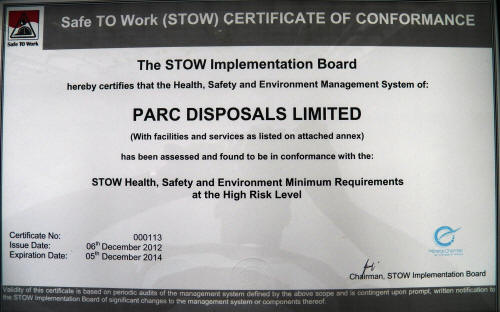 Safe TO Work (STOW) CERTIFICATE OF CONFORMANCE
Safe TO Work
The STOW Implementation Board
hereby certifies that the Health, Safety and Environment Management System of:
PARC DISPOSALS LIMITED
(With facilities and services as listed on attached annex)
has been assessed and found to be in conformance with the:
STOW Health, Safety and Environment Minimum Requirements
at the High Risk Level
Certificate No: 000113
Issue Date: 06th December 2012
Expiration Date: 05th December 2014
Chairman, STOW Implementation Board
Validity of this certificate is based on periodic audits of the management system defined by the above scope and is contingent upon prompt, written notification to
the STOW Implementation Board of significant changes to the management system or components thereof.